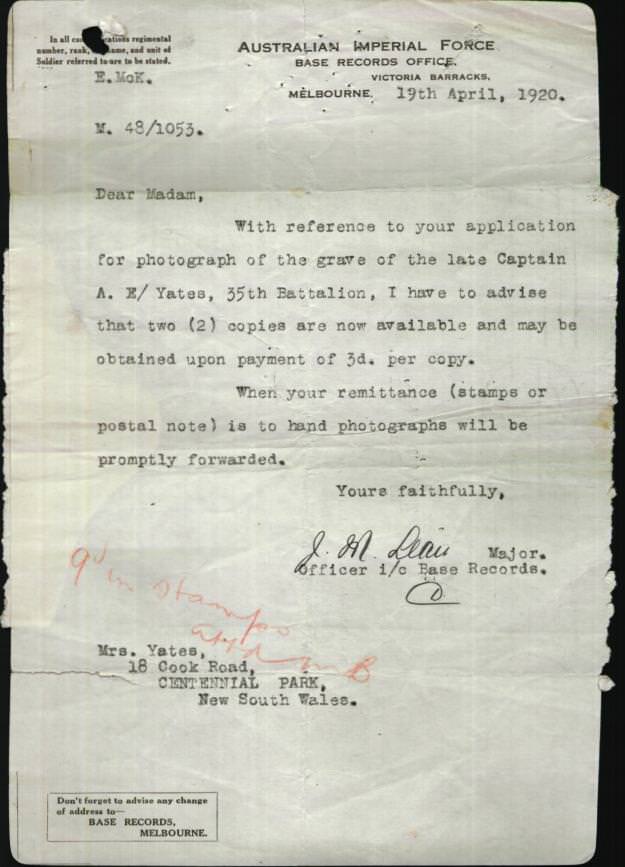 In all com ications regimental
number, rank, name, and unit of
Soldier referred to are to be stated.
AUSTRALIAN IMPERIAL FORCE
BASE RECORDS OFFICE,
VICTORIA BARRACKS,
MELBOURNE, 19th April, 1920.
E.McK.
M. 48/1053.
Dear Madam,
With reference to your application
for photograph of the grave of the late Captain
A. E/ Yates, 35th Battalion, I have to advise
that two (2) copies are now available and may be
obtained upon payment of 3d. per copy.
When your remittance (stamps or
postal note) is to hand photographs will be
promptly forwarded.
Yours faithfully,
J. M. Lean Major.
Officer i/c Base Records.
9d in stamps
Mrs. Yates,
18 Cook Road,
CENTENNIAL PARK,
New South Wales.
Don't forget to advise any change
of address to—
BASE RECORDS,
MELBOURNE.